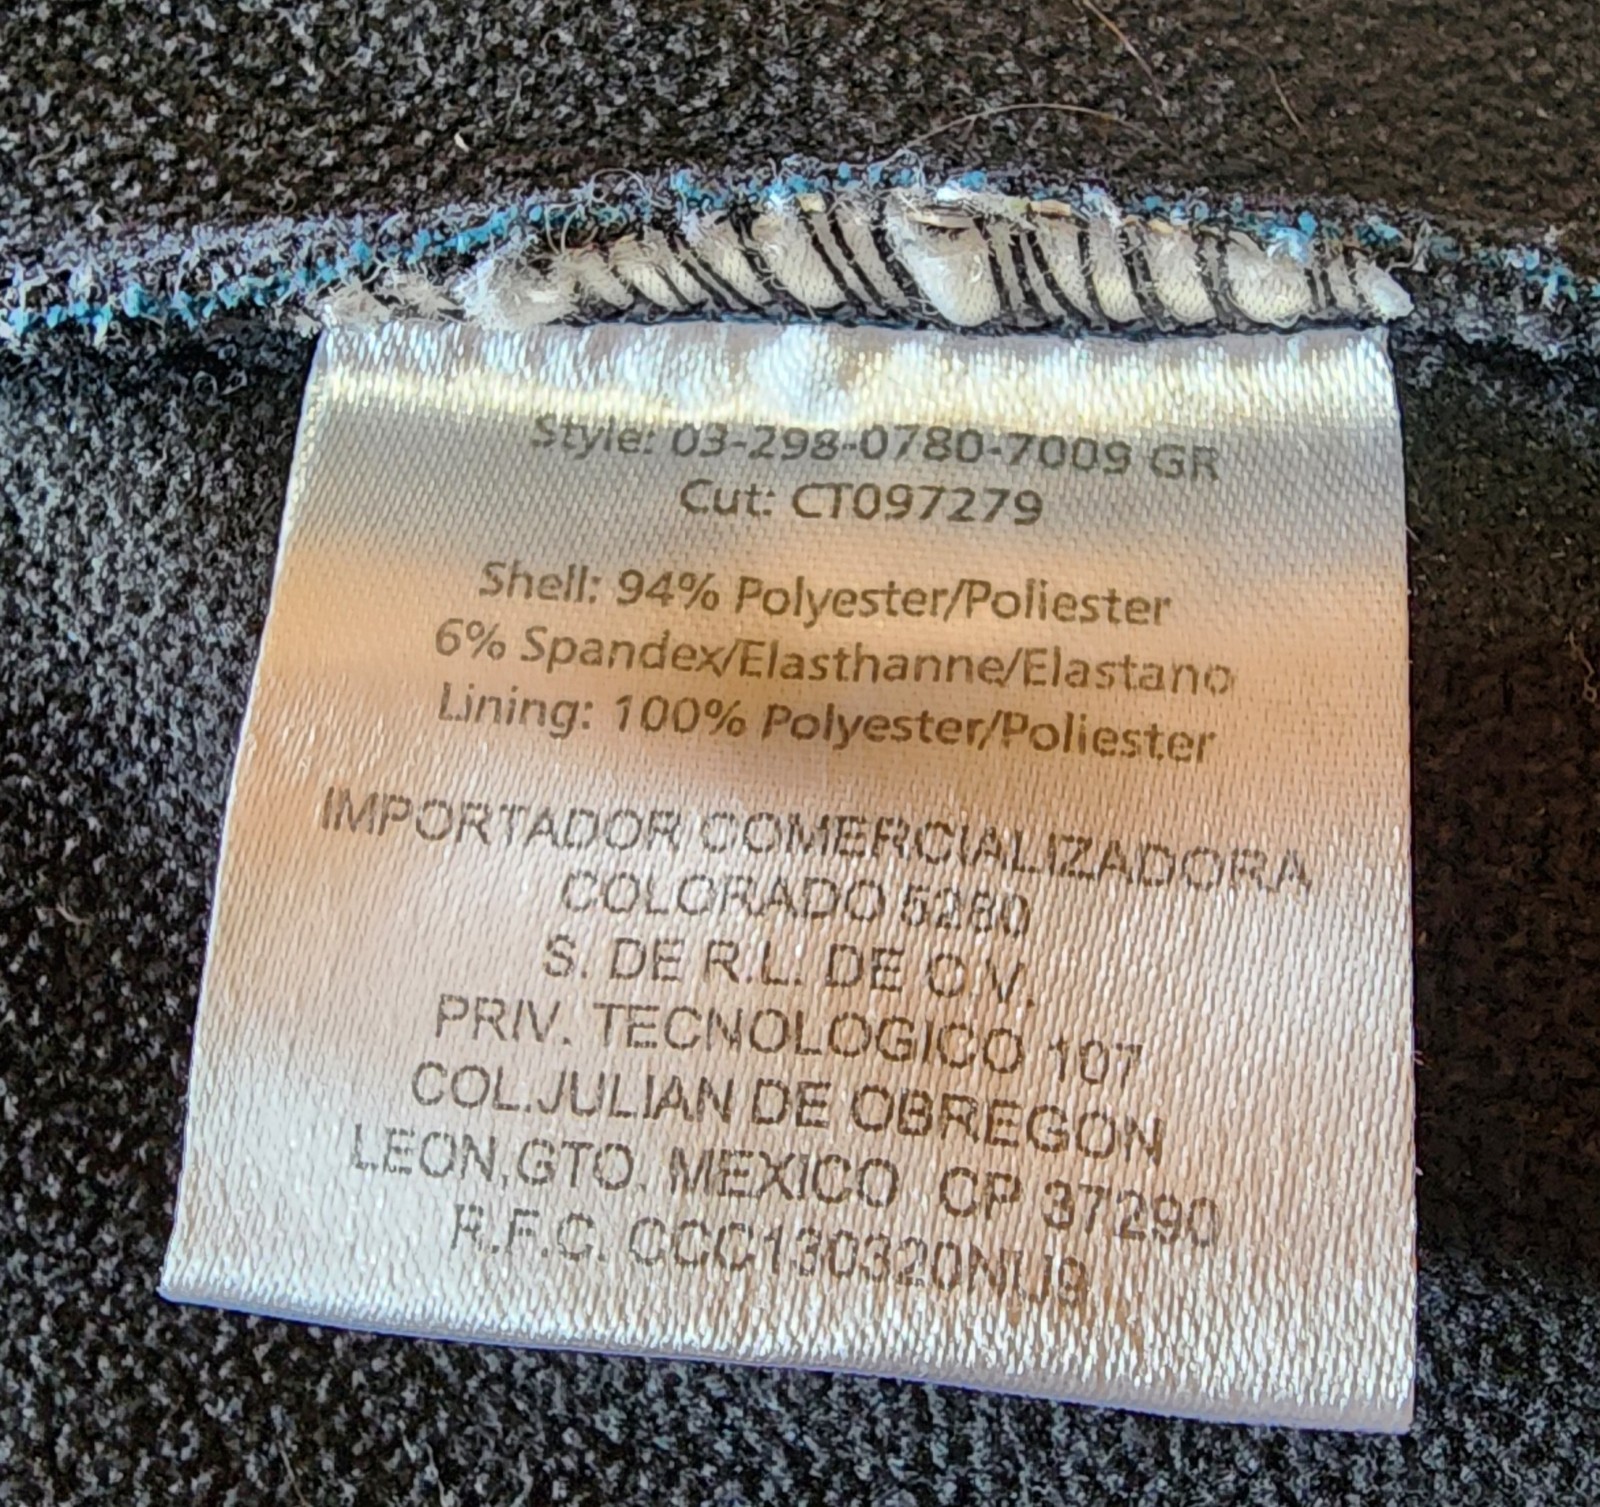 Style: 03-298-0780-7009 GR
Cut: CT097279
Shell: 94% Polyester/Poliester
6% Spandex/Elasthanne/Elastano
Lining: 100% Polyester/Poliester
IMPORTADOR COMERCIALIZADORA
COLORADO 5280
S. DE R.L. DE C.V.
PRIV. TECNOLOGICO 107
COL.JULIAN DE OBREGON
LEON,GTO. MEXICO CP 37290
R.F.C. CCC130320NU9